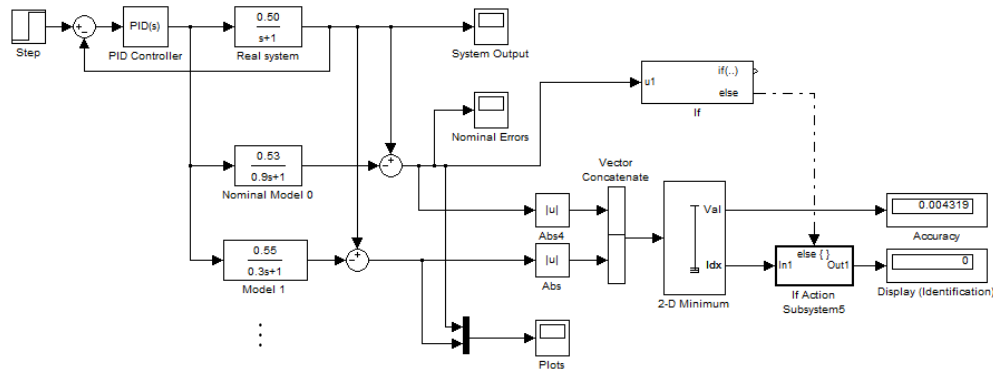 Step
PID(s)
PID Controller
0.50
s+1
Real system
System Output
Nominal Errors
u1
if(..)
else
If
0.53
0.9s+1
Nominal Model 0
Vector
Concatenate
|u|
Abs4
|u|
Abs
0.55
0.3s+1
Model 1
Val
Idx
2-D Minimum
0.004319
Accuracy
else { }
In1
Out1
If Action
Subsystem5
0
Display (Identification)
Plots